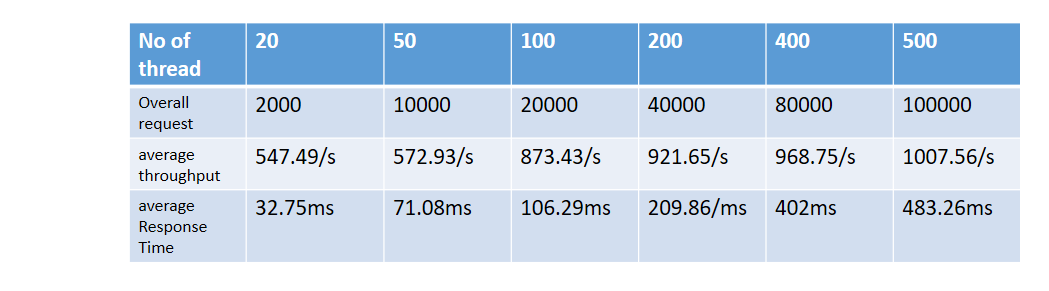 No of 20 50 100 200 400 500
thread
Overall 2000 10000 20000 40000 80000 100000
request
average 547.49/s 572.93/s 873.43/s 921.65/s 968.75/s 1007.56/s
throughput
average 32.75ms 71.08ms 106.29ms 209.86/ms 402ms 483.26ms
Response
Time